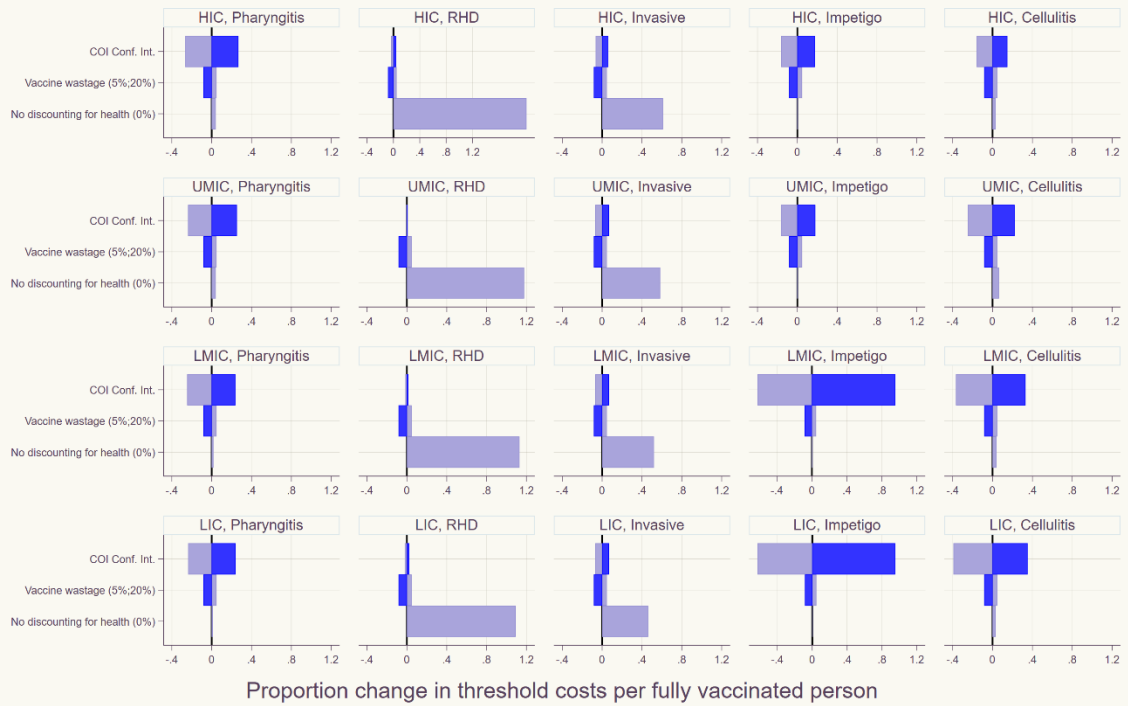 HIC, Pharyngitis HIC, RHD HIC, Invasive HIC, Impetigo HIC, Cellulitis
COI Conf. Int.
Vaccine wastage (5%;20%)
No discounting for health (0%)
-.4 0 .4 .8 1.2 -.4 0 .4 .8 1.2 -.4 0 .4 .8 1.2 -.4 0 .4 .8 1.2 -.4 0 .4 .8 1.2
UMIC, Pharyngitis UMIC, RHD UMIC, Invasive UMIC, Impetigo UMIC, Cellulitis
COI Conf. Int.
Vaccine wastage (5%;20%)
No discounting for health (0%)
-.4 0 .4 .8 1.2 -.4 0 .4 .8 1.2 -.4 0 .4 .8 1.2 -.4 0 .4 .8 1.2 -.4 0 .4 .8 1.2
LMIC, Pharyngitis LMIC, RHD LMIC, Invasive LMIC, Impetigo LMIC, Cellulitis
COI Conf. Int.
Vaccine wastage (5%;20%)
No discounting for health (0%)
-.4 0 .4 .8 1.2 -.4 0 .4 .8 1.2 -.4 0 .4 .8 1.2 -.4 0 .4 .8 1.2 -.4 0 .4 .8 1.2
LIC, Pharyngitis LIC, RHD LIC, Invasive LIC, Impetigo LIC, Cellulitis
COI Conf. Int.
Vaccine wastage (5%;20%)
No discounting for health (0%)
-.4 0 .4 .8 1.2 -.4 0 .4 .8 1.2 -.4 0 .4 .8 1.2 -.4 0 .4 .8 1.2 -.4 0 .4 .8 1.2
Proportion change in threshold costs per fully vaccinated person